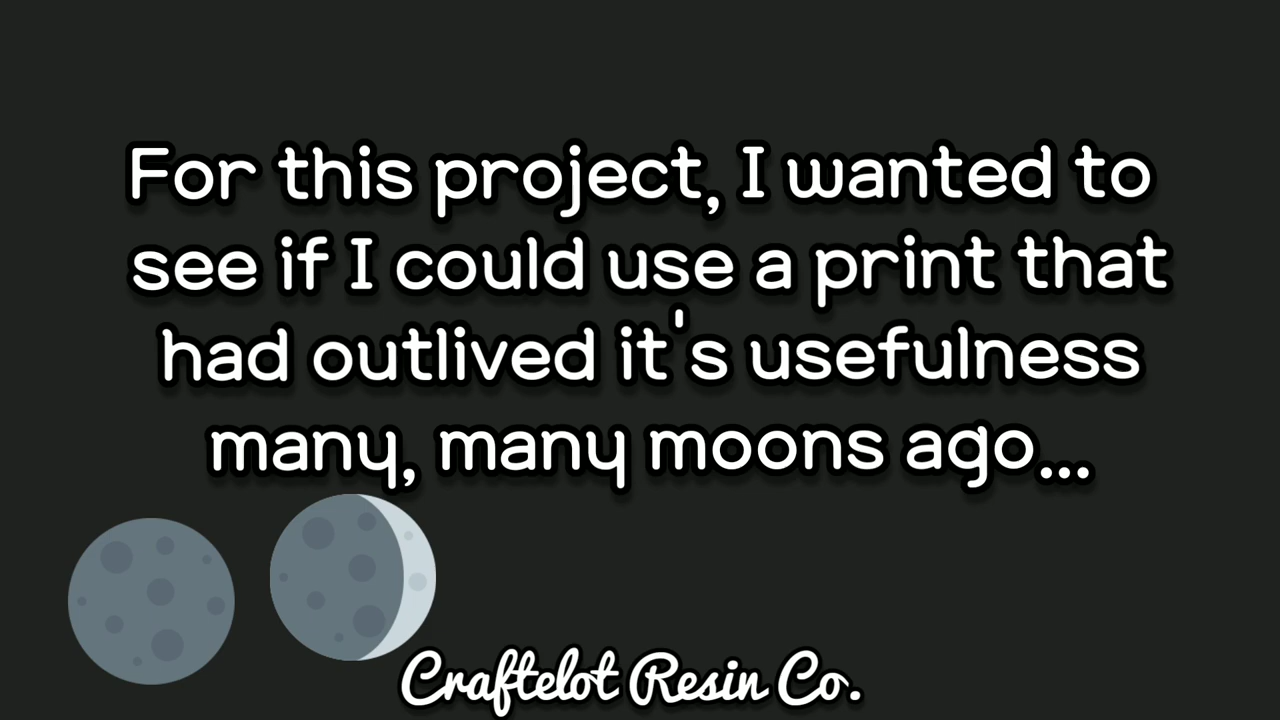 For this project, I wanted to
see if I could use a print that
had outlived it's usefulness
many, many moons ago...
Craftelot Resin Co.